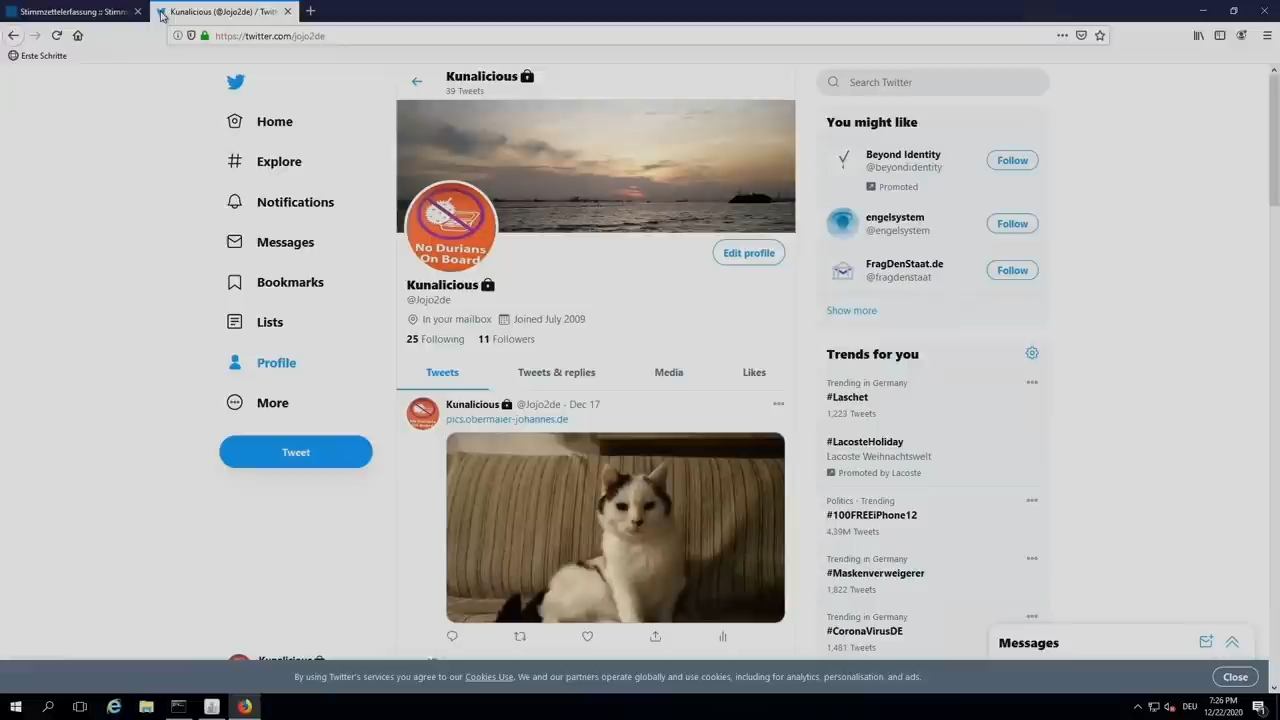 Stimmzettelerfassung :: Stimm
Kunalicious (@Jojo2de) / Twitt
https://twitter.com/jojo2de
Erste Schritte
Home
Explore
Notifications
Messages
Bookmarks
Lists
Profile
More
Tweet
Kunalicious
39 Tweets
No Durians
On Board
Edit profile
Kunalicious
@Jojo2de
In your mailbox Joined July 2009
25 Following 11 Followers
Tweets Tweets & replies Media Likes
Kunalicious @Jojo2de · Dec 17
pics.obermaier-johannes.de
Search Twitter
You might like
Beyond Identity
@beyondidentity
Follow
Promoted
engelsystem
@engelsystem
Follow
FragDenStaat.de
@fragdenstaat
Follow
Show more
Trends for you
Trending in Germany
#Laschet
1,223 Tweets
#LacosteHoliday
Lacoste Weihnachtswelt
Promoted by Lacoste
Politics · Trending
#100FREEiPhone12
4.39M Tweets
Trending in Germany
#Maskenverweigerer
1,822 Tweets
Trending in Germany
#CoronaVirusDE
1,481 Tweets
Messages
Kunalicious
By using Twitter's services you agree to our Cookies Use. We and our partners operate globally and use cookies, including for analytics, personalisation, and ads.
Close
DEU
7:26 PM
12/22/2020